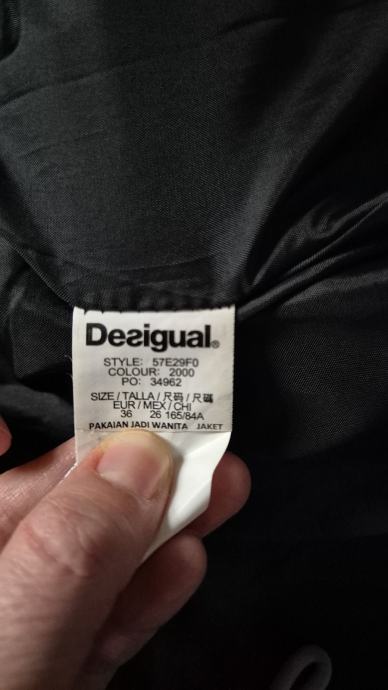 Desigual®
STYLE: 57E29F0
COLOUR: 2000
PO: 34962
SIZE / TALLA / 尺码 / 尺碼
EUR / MEX / CHI
36 26 165/84A
PAKAIAN JADI WANITA JAKET